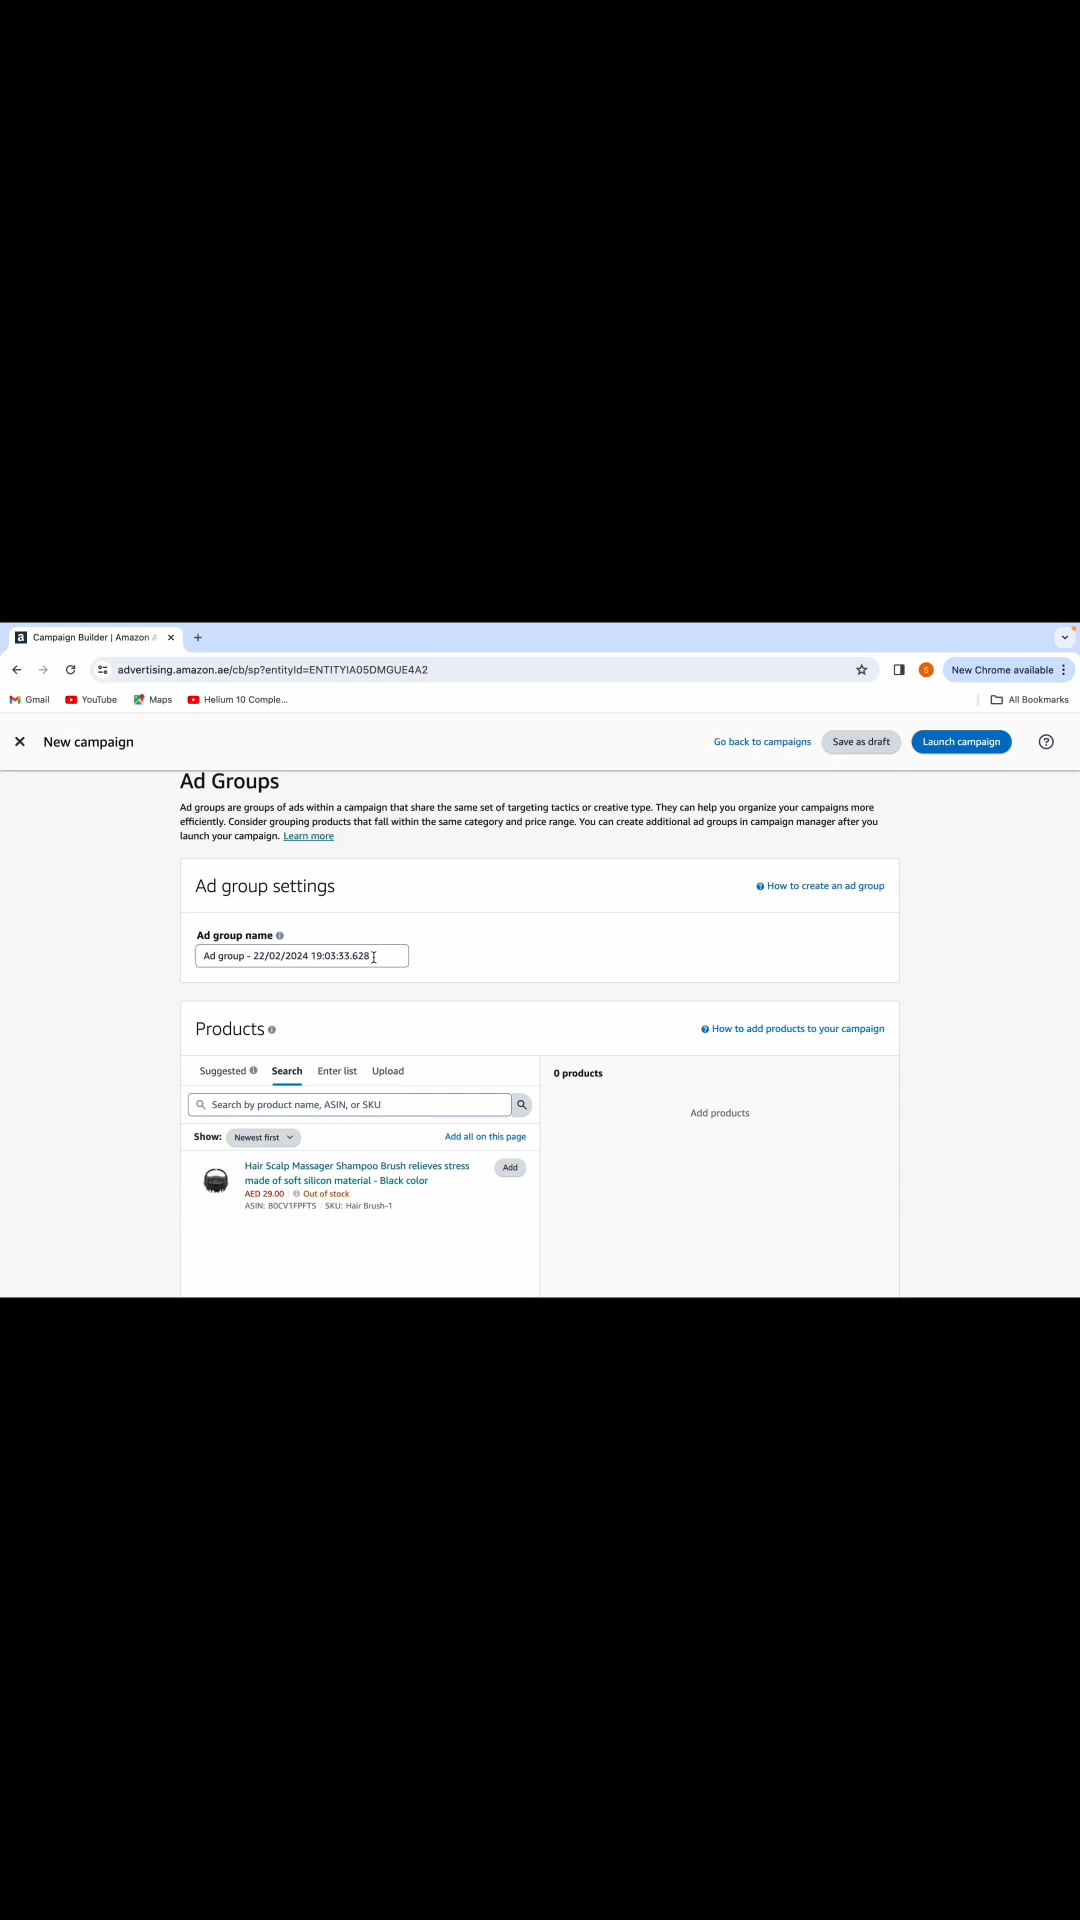 Campaign Builder | Amazon A
advertising.amazon.ae/cb/sp?entityId=ENTITYIA05DMGUE4A2
S
New Chrome available
Gmail
YouTube
Maps
Helium 10 Comple...
All Bookmarks
New campaign
Go back to campaigns
Save as draft
Launch campaign
Ad Groups
Ad groups are groups of ads within a campaign that share the same set of targeting tactics or creative type. They can help you organize your campaigns more
efficiently. Consider grouping products that fall within the same category and price range. You can create additional ad groups in campaign manager after you
launch your campaign. Learn more
Ad group settings
How to create an ad group
Ad group name
Ad group - 22/02/2024 19:03:33.628
Products
How to add products to your campaign
Suggested
Search
Enter list
Upload
0 products
Search by product name, ASIN, or SKU
Add products
Show:
Newest first
Add all on this page
Hair Scalp Massager Shampoo Brush relieves stress
made of soft silicon material - Black color
Add
AED 29.00
Out of stock
ASIN: B0CV1FPFTS
SKU: Hair Brush-1